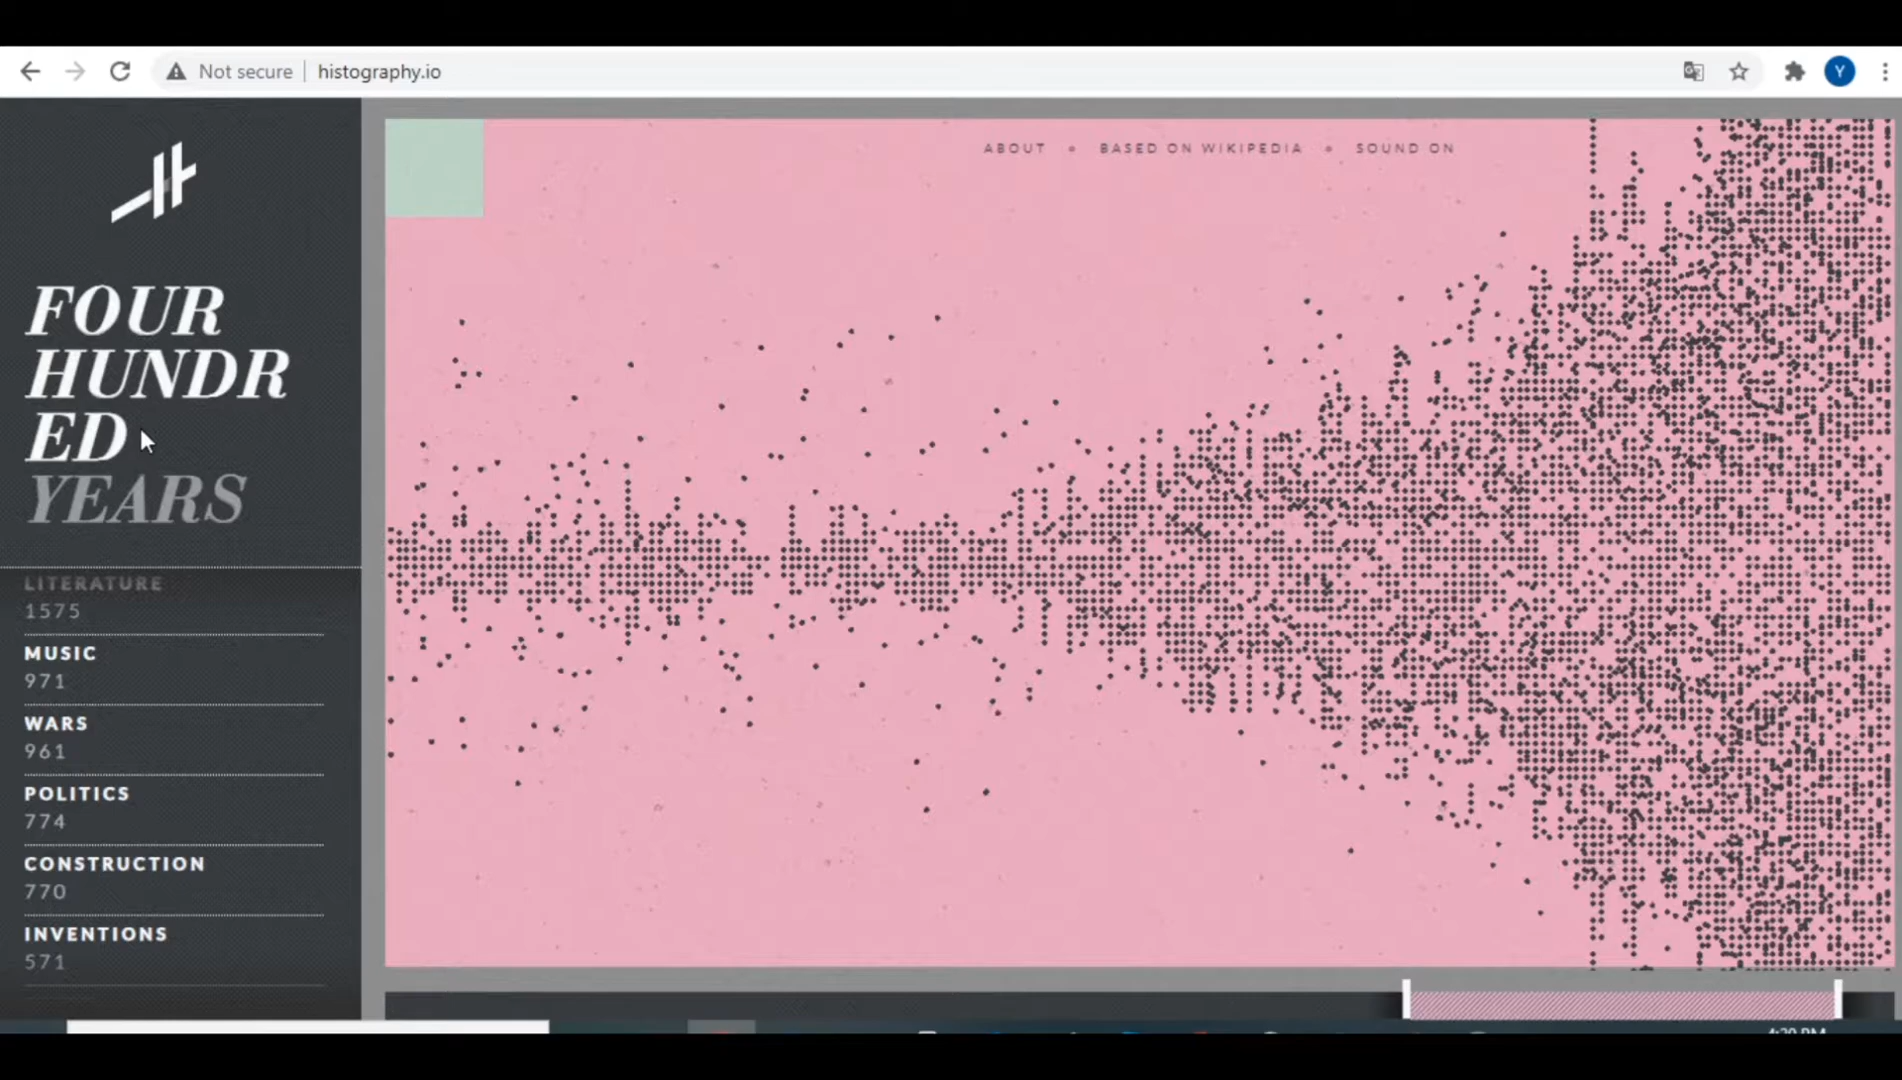 Not secure
histography.io
Y
ABOUT
BASED ON WIKIPEDIA
SOUND ON
FOUR
HUNDR
ED
YEARS
LITERATURE
1575
MUSIC
971
WARS
961
POLITICS
774
CONSTRUCTION
770
INVENTIONS
571